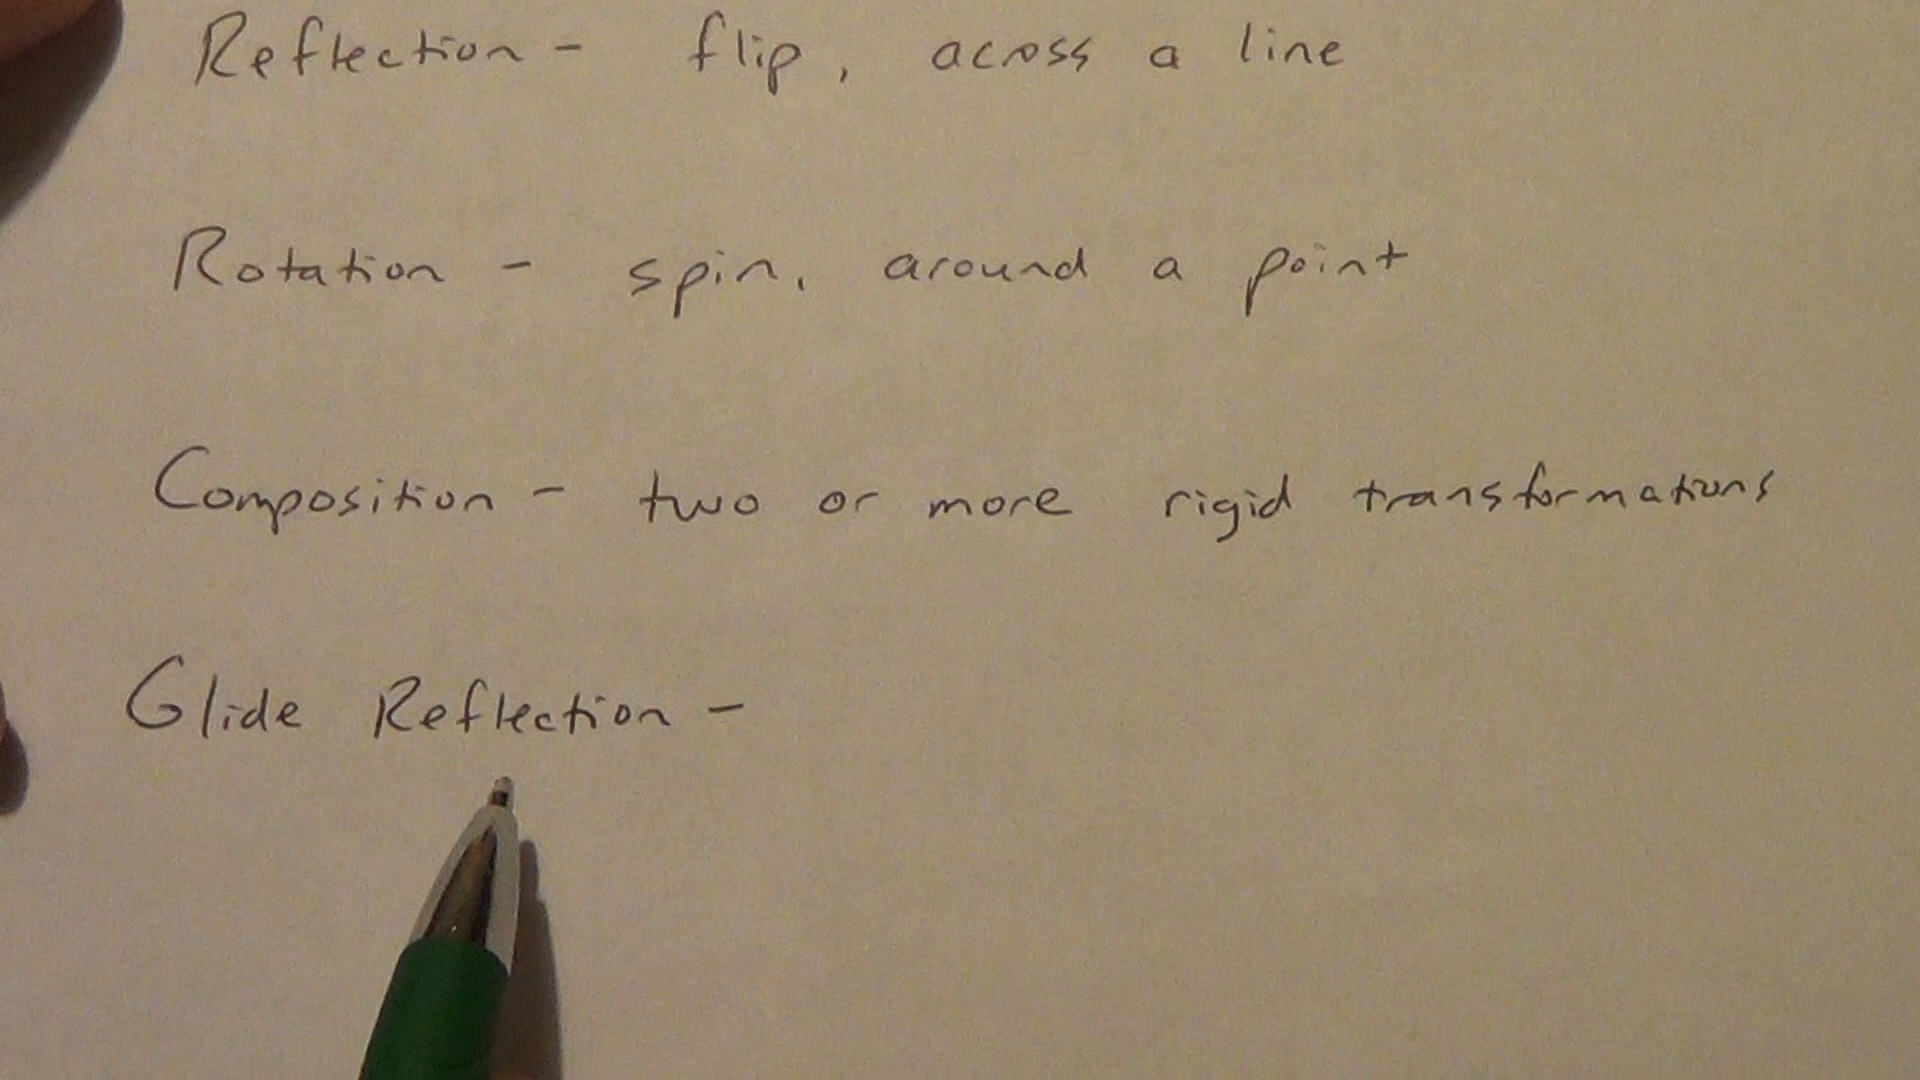 Reflection - flip, across a line
Rotation - spin, around a point
Composition - two or more rigid transformations
Glide Reflection -